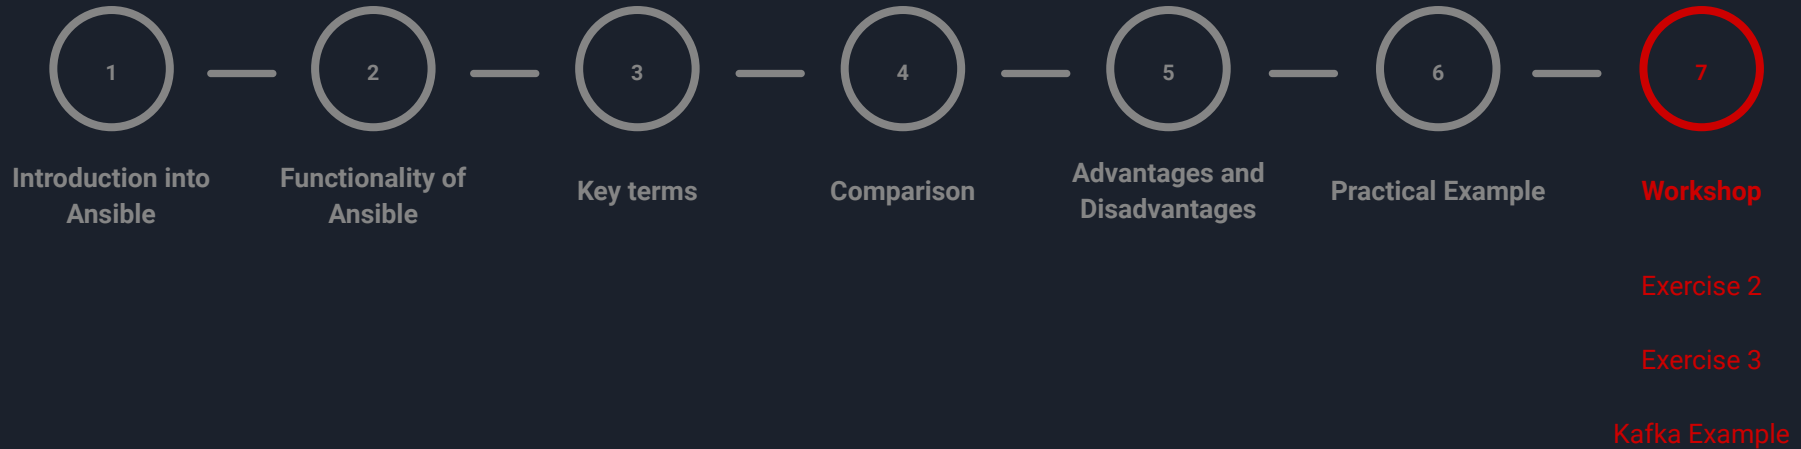 1
2
3
4
5
6
7
Introduction into
Ansible
Functionality of
Ansible
Key terms
Comparison
Advantages and
Disadvantages
Practical Example
Workshop
Exercise 2
Exercise 3
Kafka Example